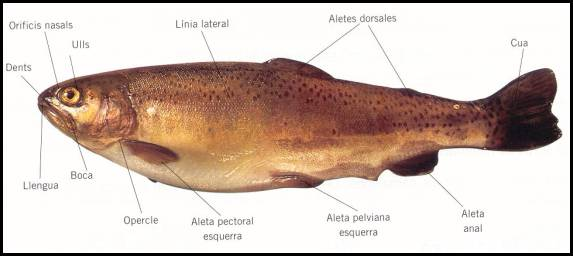 Orificis nasals
Ulls
Dents
Línia lateral
Aletes dorsales
Cua
Llengua
Boca
Opercle
Aleta pectoral
esquerra
Aleta pelviana
esquerra
Aleta
anal